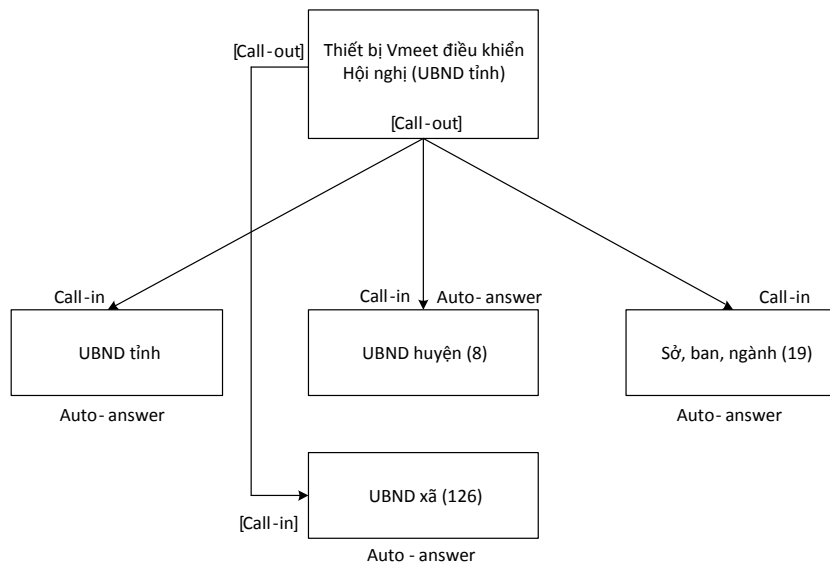 [Call-out]
Thiết bị Vmeet điều khiển
Hội nghị (UBND tỉnh)
[Call-out]
Call-in
Call-in
Auto-answer
Call-in
UBND tỉnh
UBND huyện (8)
Sở, ban, ngành (19)
Auto-answer
Auto-answer
UBND xã (126)
[Call-in]
Auto-answer